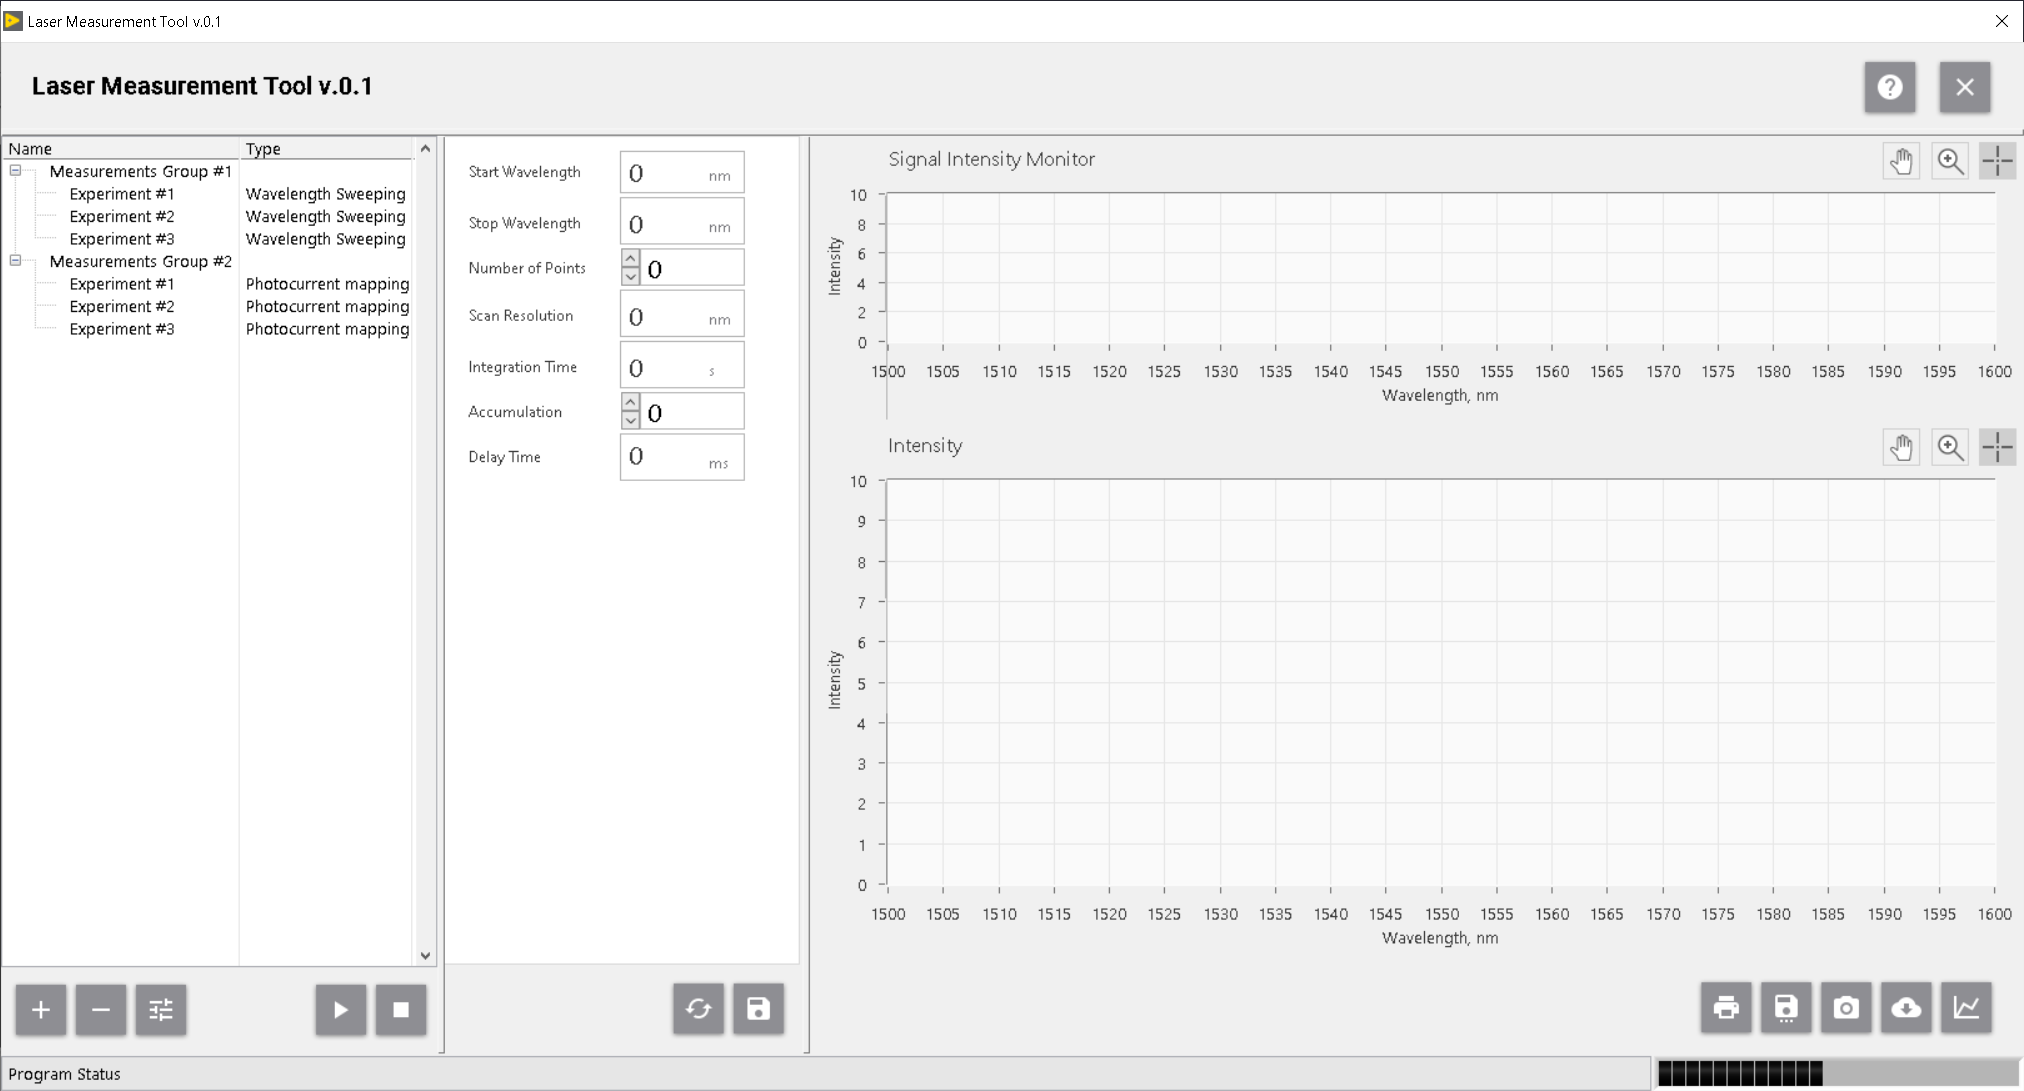 Laser Measurement Tool v.0.1
Laser Measurement Tool v.0.1
Name Type
Measurements Group #1
Experiment #1 Wavelength Sweeping
Experiment #2 Wavelength Sweeping
Experiment #3 Wavelength Sweeping
Measurements Group #2
Experiment #1 Photocurrent mapping
Experiment #2 Photocurrent mapping
Experiment #3 Photocurrent mapping
Start Wavelength 0 nm
Stop Wavelength 0 nm
Number of Points 0
Scan Resolution 0 nm
Integration Time 0 s
Accumulation 0
Delay Time 0 ms
Signal Intensity Monitor
Intensity
10
8
6
4
2
0
1500 1505 1510 1515 1520 1525 1530 1535 1540 1545 1550 1555 1560 1565 1570 1575 1580 1585 1590 1595 1600
Wavelength, nm
Intensity
Intensity
10
9
8
7
6
5
4
3
2
1
0
1500 1505 1510 1515 1520 1525 1530 1535 1540 1545 1550 1555 1560 1565 1570 1575 1580 1585 1590 1595 1600
Wavelength, nm
Program Status